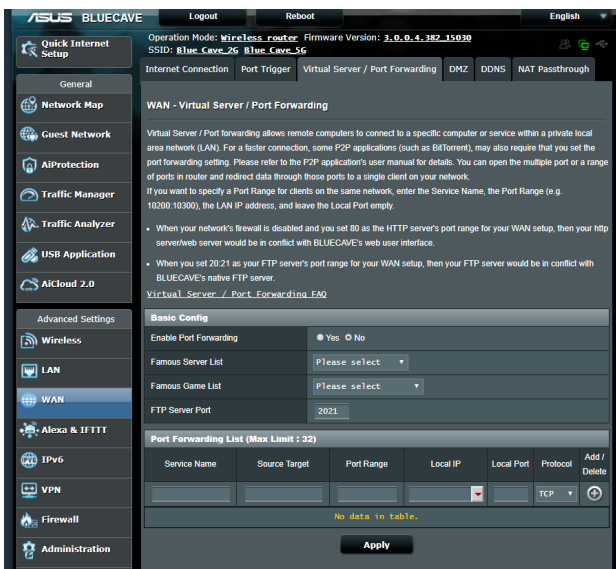 ASUS BLUECAVE Logout Reboot English
Operation Mode: Wireless router Firmware Version: 3.0.0.4.382_15030
SSID: Blue Cave_2G Blue Cave_5G
Quick Internet
Setup
Internet Connection Port Trigger Virtual Server / Port Forwarding DMZ DDNS NAT Passthrough
General
Network Map
Guest Network
AiProtection
Traffic Manager
Traffic Analyzer
USB Application
AiCloud 2.0
Advanced Settings
Wireless
LAN
WAN
Alexa & IFTTT
IPv6
VPN
Firewall
Administration
WAN - Virtual Server / Port Forwarding
Virtual Server / Port forwarding allows remote computers to connect to a specific computer or service within a private local
area network (LAN). For a faster connection, some P2P applications (such as BitTorrent), may also require that you set the
port forwarding setting. Please refer to the P2P application's user manual for details. You can open the multiple port or a range
of ports in router and redirect data through those ports to a single client on your network.
If you want to specify a Port Range for clients on the same network, enter the Service Name, the Port Range (e.g.
10200:10300), the LAN IP address, and leave the Local Port empty.
• When your network's firewall is disabled and you set 80 as the HTTP server's port range for your WAN setup, then your http
server/web server would be in conflict with BLUECAVE's web user interface.
• When you set 20:21 as your FTP server's port range for your WAN setup, then your FTP server would be in conflict with
BLUECAVE's native FTP server.
Virtual Server / Port Forwarding FAQ
Basic Config
Enable Port Forwarding Yes No
Famous Server List Please select
Famous Game List Please select
FTP Server Port 2021
Port Forwarding List (Max Limit : 32)
Service Name Source Target Port Range Local IP Local Port Protocol Add /
Delete
TCP
No data in table.
Apply